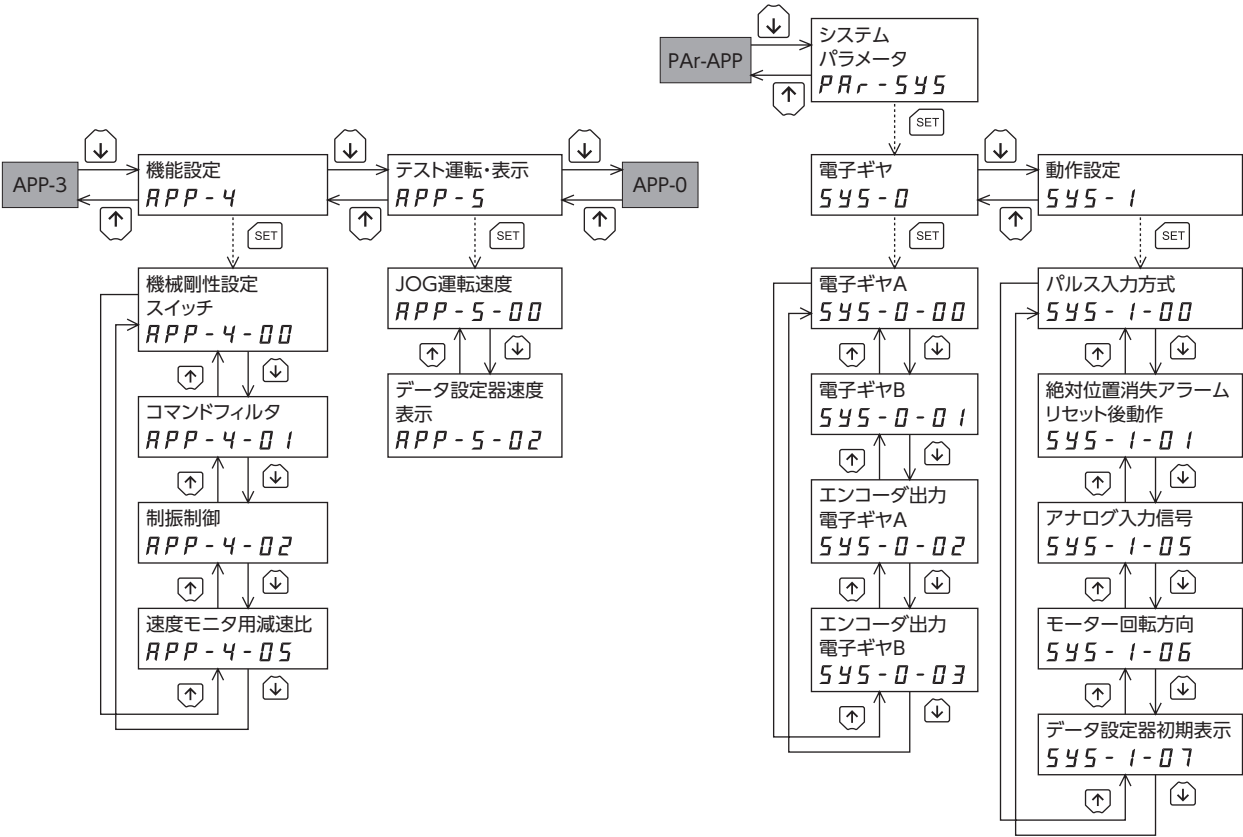 APP-3
機能設定
APP-4
テスト運転・表示
APP-5
APP-0
SET
SET
機械剛性設定
スイッチ
APP-4-00
コマンドフィルタ
APP-4-01
制振制御
APP-4-02
速度モニタ用減速比
APP-4-05
JOG運転速度
APP-5-00
データ設定器速度
表示
APP-5-02
PAr-APP
システム
パラメータ
PAr-SYS
SET
電子ギヤ
SYS-0
動作設定
SYS-1
SET
SET
電子ギヤA
SYS-0-00
電子ギヤB
SYS-0-01
エンコーダ出力
電子ギヤA
SYS-0-02
エンコーダ出力
電子ギヤB
SYS-0-03
パルス入力方式
SYS-1-00
絶対位置消失アラーム
リセット後動作
SYS-1-01
アナログ入力信号
SYS-1-05
モーター回転方向
SYS-1-06
データ設定器初期表示
SYS-1-07